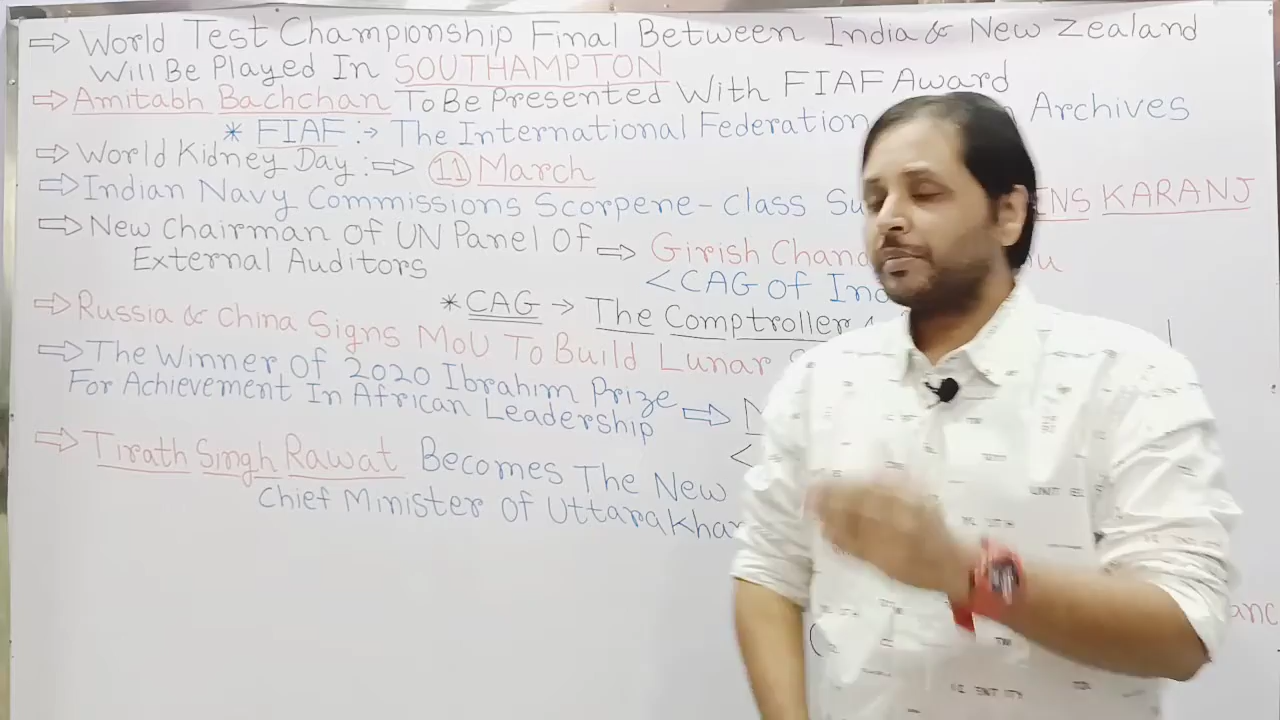 ⇨ World Test Championship Final Between India & New Zealand
Will Be Played In SOUTHAMPTON
⇨ Amitabh Bachchan To Be Presented With FIAF Award
* FIAF :→ The International Federation Archives
⇨ World Kidney Day :⇨ 11 March
⇨ Indian Navy Commissions Scorpene-class Su INS KARANJ
⇨ New Chairman Of UN Panel Of
External Auditors ⇨ Girish Chand
<CAG of Ind
* CAG → The Comptroller
⇨ Russia & China Signs MoU To Build Lunar
⇨ The Winner Of 2020 Ibrahim Prize
For Achievement In African Leadership ⇨
⇨ Tirath Singh Rawat Becomes The New
Chief Minister of Uttarakhan